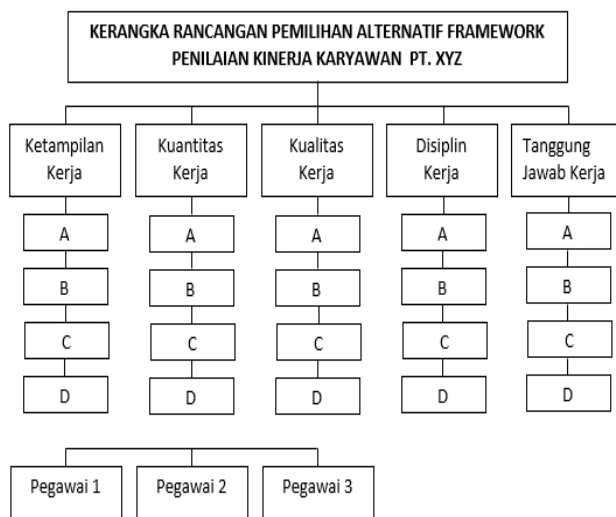 KERANGKA RANCANGAN PEMILIHAN ALTERNATIF FRAMEWORK
PENILAIAN KINERJA KARYAWAN PT. XYZ
Ketampilan
Kerja
Kuantitas
Kerja
Kualitas
Kerja
Disiplin
Kerja
Tanggung
Jawab Kerja
A
A
A
A
A
B
B
B
B
B
C
C
C
C
C
D
D
D
D
D
Pegawai 1
Pegawai 2
Pegawai 3